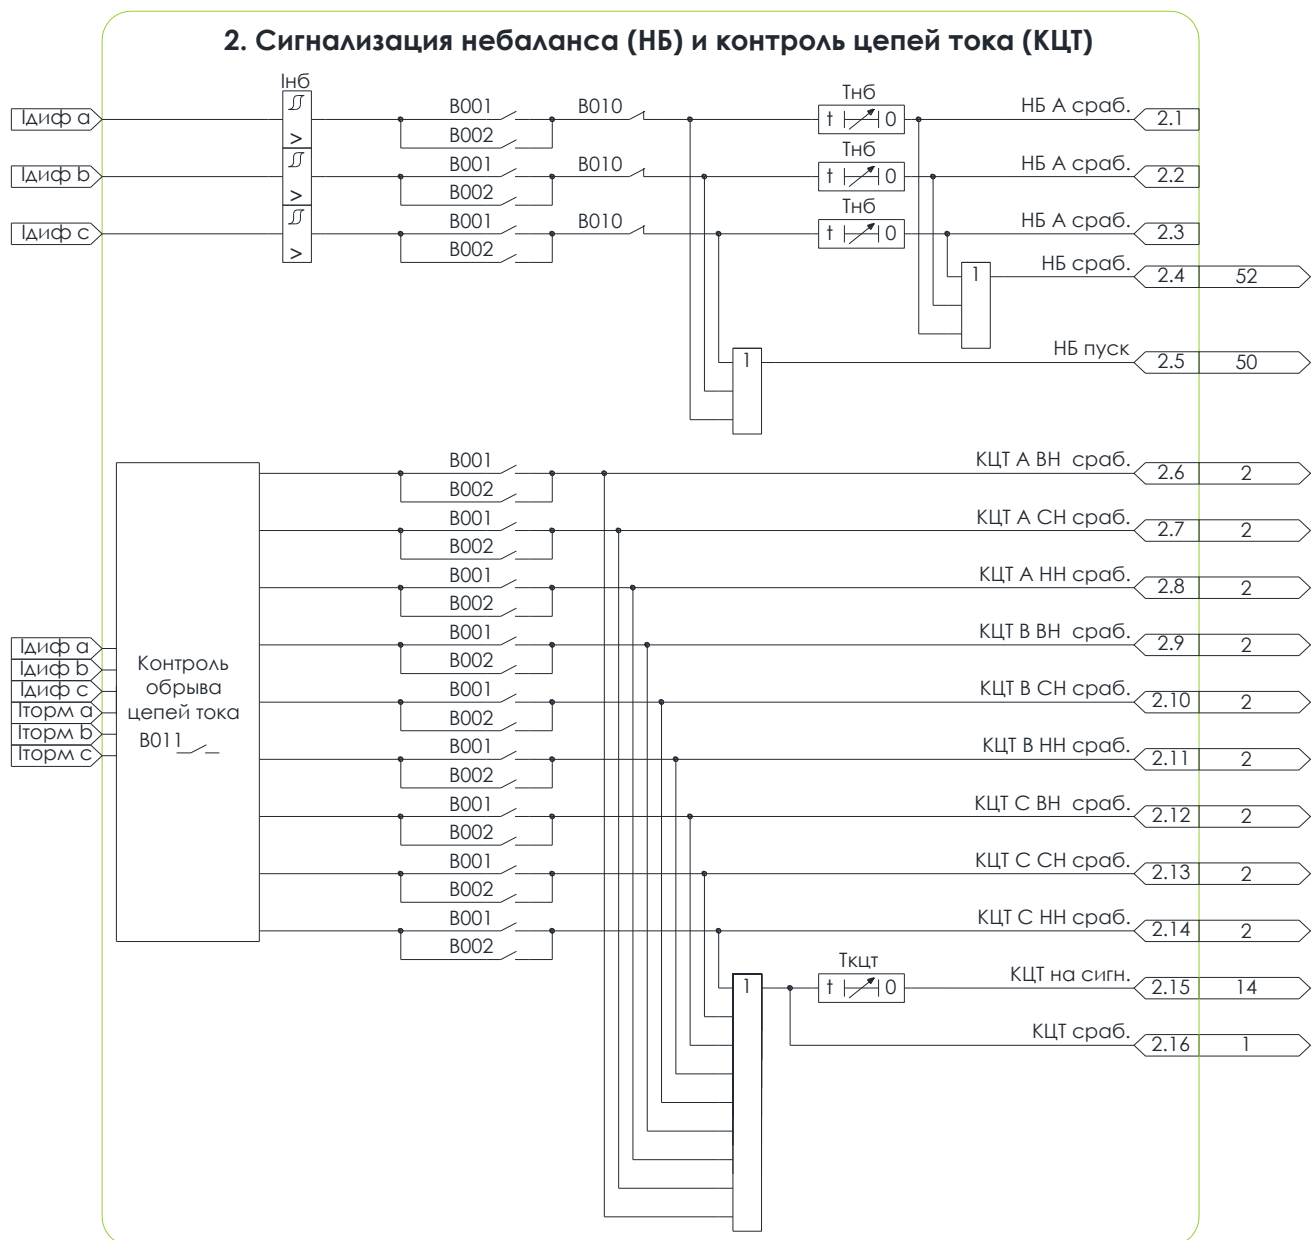 2. Сигнализация небаланса (НБ) и контроль цепей тока (КЦТ)
Iнб
Iдиф a
>
B001
B002
B010
Tнб
t 0
НБ А сраб.
2.1
Iдиф b
>
B001
B002
B010
Tнб
t 0
НБ А сраб.
2.2
Iдиф c
>
B001
B002
B010
Tнб
t 0
НБ А сраб.
2.3
1
НБ сраб.
2.4 52
1
НБ пуск
2.5 50
B001
B002
КЦТ А ВН сраб.
2.6 2
B001
B002
КЦТ А СН сраб.
2.7 2
B001
B002
КЦТ А НН сраб.
2.8 2
B001
B002
КЦТ В ВН сраб.
2.9 2
B001
B002
КЦТ В СН сраб.
2.10 2
B001
B002
КЦТ В НН сраб.
2.11 2
B001
B002
КЦТ С ВН сраб.
2.12 2
B001
B002
КЦТ С СН сраб.
2.13 2
B001
B002
КЦТ С НН сраб.
2.14 2
Iдиф a
Iдиф b
Iдиф c
Iторм a
Iторм b
Iторм c
Контроль
обрыва
цепей тока
B011
1
Tкцт
t 0
КЦТ на сигн.
2.15 14
КЦТ сраб.
2.16 1